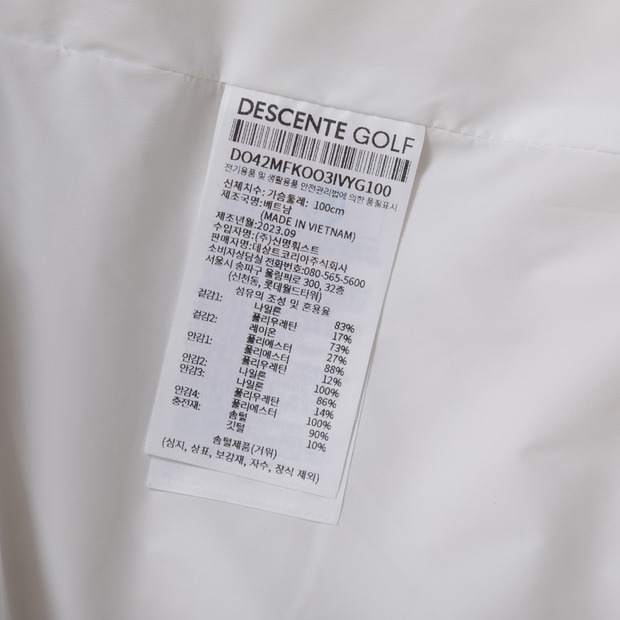 DESCENTE GOLF
DO42MFKOO3IVYG100
전기용품 및 생활용품 안전관리법에 의한 품질표시
신체치수: 가슴둘레: 100cm
제조국명: 베트남
(MADE IN VIETNAM)
제조년월: 2023.09
수입자명: (주)신명휘스트
판매자명: 데상트코리아주식회사
소비자상담실 전화번호: 080-565-5600
서울시 송파구 올림픽로 300, 32층
(신천동, 롯데월드타워)
섬유의 조성 및 혼용율
겉감1: 나일론 83%
폴리우레탄 17%
겉감2: 레이온 73%
폴리에스터 27%
안감1: 폴리에스터 88%
폴리우레탄 12%
안감2: 나일론 100%
안감3: 나일론 86%
폴리우레탄 14%
안감4: 폴리에스터 100%
충전재: 솜털 90%
깃털 10%
솜털제품(거위)
(심지, 상표, 보강재, 자수, 장식 제외)